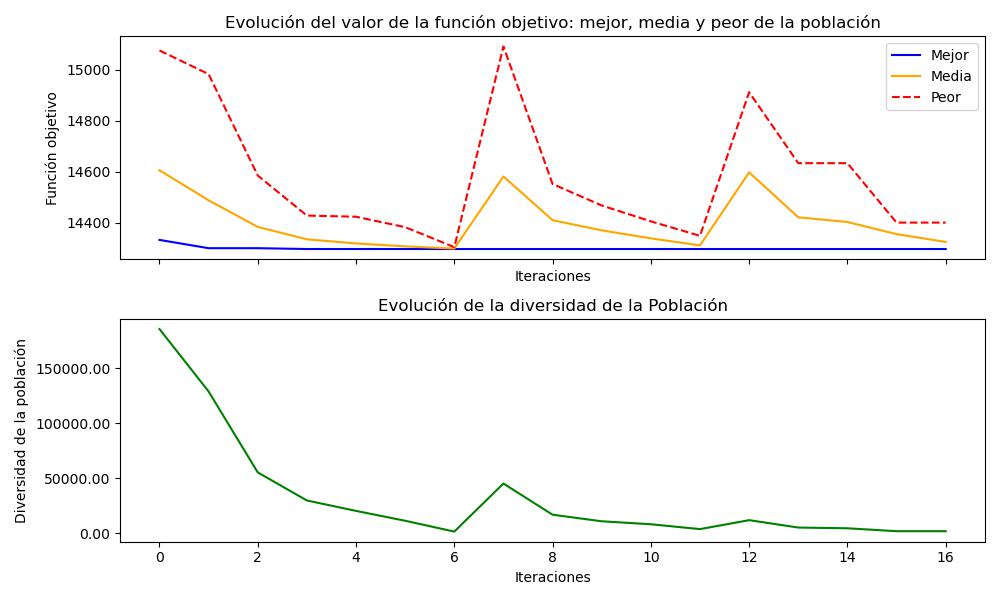 Evolución del valor de la función objetivo: mejor, media y peor de la población
15000
14800
14600
14400
Función objetivo
Mejor
Media
Peor
Iteraciones
Evolución de la diversidad de la Población
150000.00
100000.00
50000.00
0.00
Diversidad de la población
0 2 4 6 8 10 12 14 16
Iteraciones